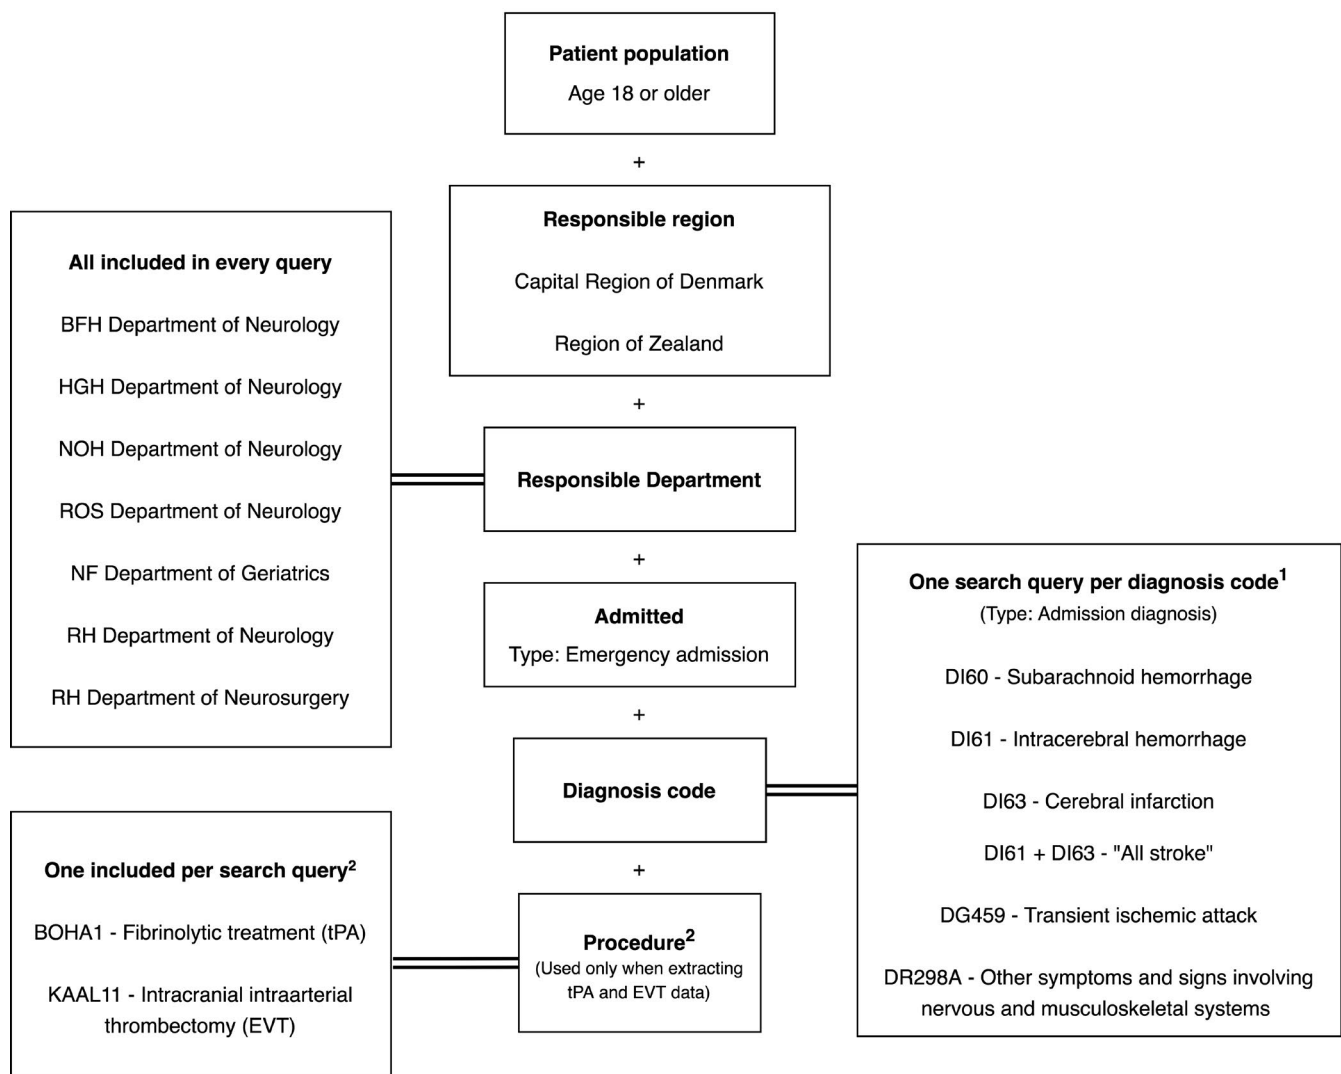 Patient population
Age 18 or older
+
Responsible region
Capital Region of Denmark
Region of Zealand
+
All included in every query
BFH Department of Neurology
HGH Department of Neurology
NOH Department of Neurology
ROS Department of Neurology
NF Department of Geriatrics
RH Department of Neurology
RH Department of Neurosurgery
Responsible Department
+
Admitted
Type: Emergency admission
+
Diagnosis code
One search query per diagnosis code1
(Type: Admission diagnosis)
DI60 - Subarachnoid hemorrhage
DI61 - Intracerebral hemorrhage
DI63 - Cerebral infarction
DI61 + DI63 - "All stroke"
DG459 - Transient ischemic attack
DR298A - Other symptoms and signs involving
nervous and musculoskeletal systems
+
One included per search query2
BOHA1 - Fibrinolytic treatment (tPA)
KAAL11 - Intracranial intraarterial
thrombectomy (EVT)
Procedure2
(Used only when extracting
tPA and EVT data)